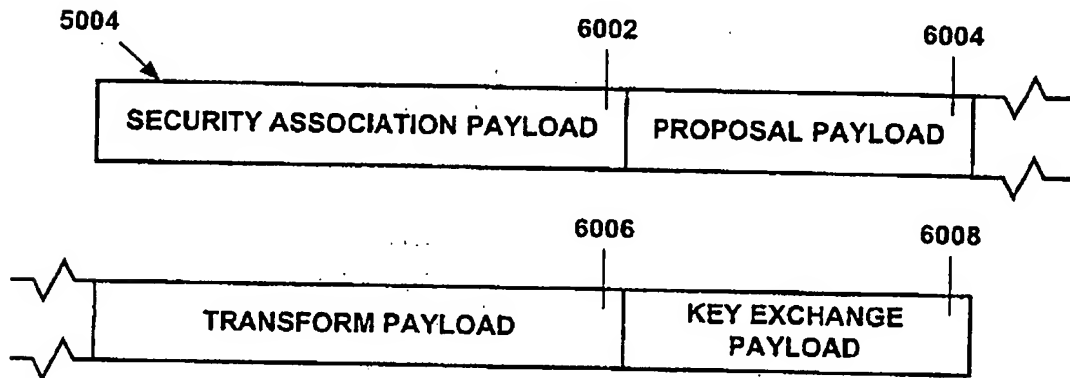 5004
6002
6004
SECURITY ASSOCIATION PAYLOAD
PROPOSAL PAYLOAD
6006
6008
TRANSFORM PAYLOAD
KEY EXCHANGE
PAYLOAD